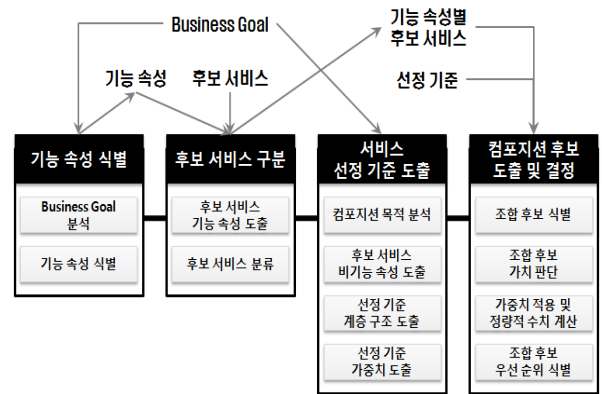 Business Goal
기능 속성별
후보 서비스
기능 속성
후보 서비스
선정 기준
기능 속성 식별
Business Goal
분석
기능 속성 식별
후보 서비스 구분
후보 서비스
기능 속성 도출
후보 서비스 분류
서비스
선정 기준 도출
컴포지션 목적 분석
후보 서비스
비기능 속성 도출
선정 기준
계층 구조 도출
선정 기준
가중치 도출
컴포지션 후보
도출 및 결정
조합 후보 식별
조합 후보
가치 판단
가중치 적용 및
정량적 수치 계산
조합 후보
우선 순위 식별